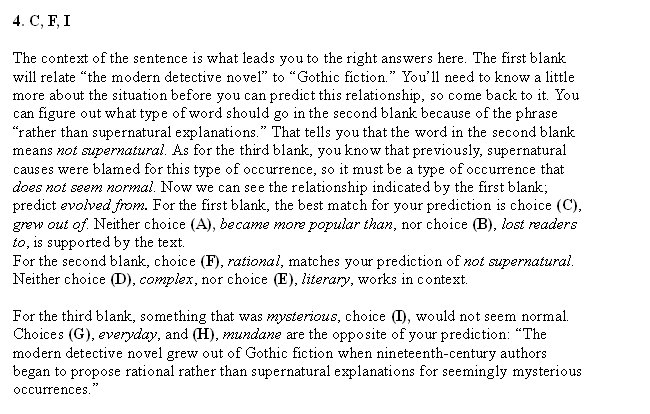 4. C, F, I
The context of the sentence is what leads you to the right answers here. The first blank
will relate “the modern detective novel” to “Gothic fiction.” You’ll need to know a little
more about the situation before you can predict this relationship, so come back to it. You
can figure out what type of word should go in the second blank because of the phrase
“rather than supernatural explanations.” That tells you that the word in the second blank
means not supernatural. As for the third blank, you know that previously, supernatural
causes were blamed for this type of occurrence, so it must be a type of occurrence that
does not seem normal. Now we can see the relationship indicated by the first blank;
predict evolved from. For the first blank, the best match for your prediction is choice (C),
grew out of. Neither choice (A), became more popular than, nor choice (B), lost readers
to, is supported by the text.
For the second blank, choice (F), rational, matches your prediction of not supernatural.
Neither choice (D), complex, nor choice (E), literary, works in context.
For the third blank, something that was mysterious, choice (I), would not seem normal.
Choices (G), everyday, and (H), mundane are the opposite of your prediction: “The
modern detective novel grew out of Gothic fiction when nineteenth-century authors
began to propose rational rather than supernatural explanations for seemingly mysterious
occurrences.”